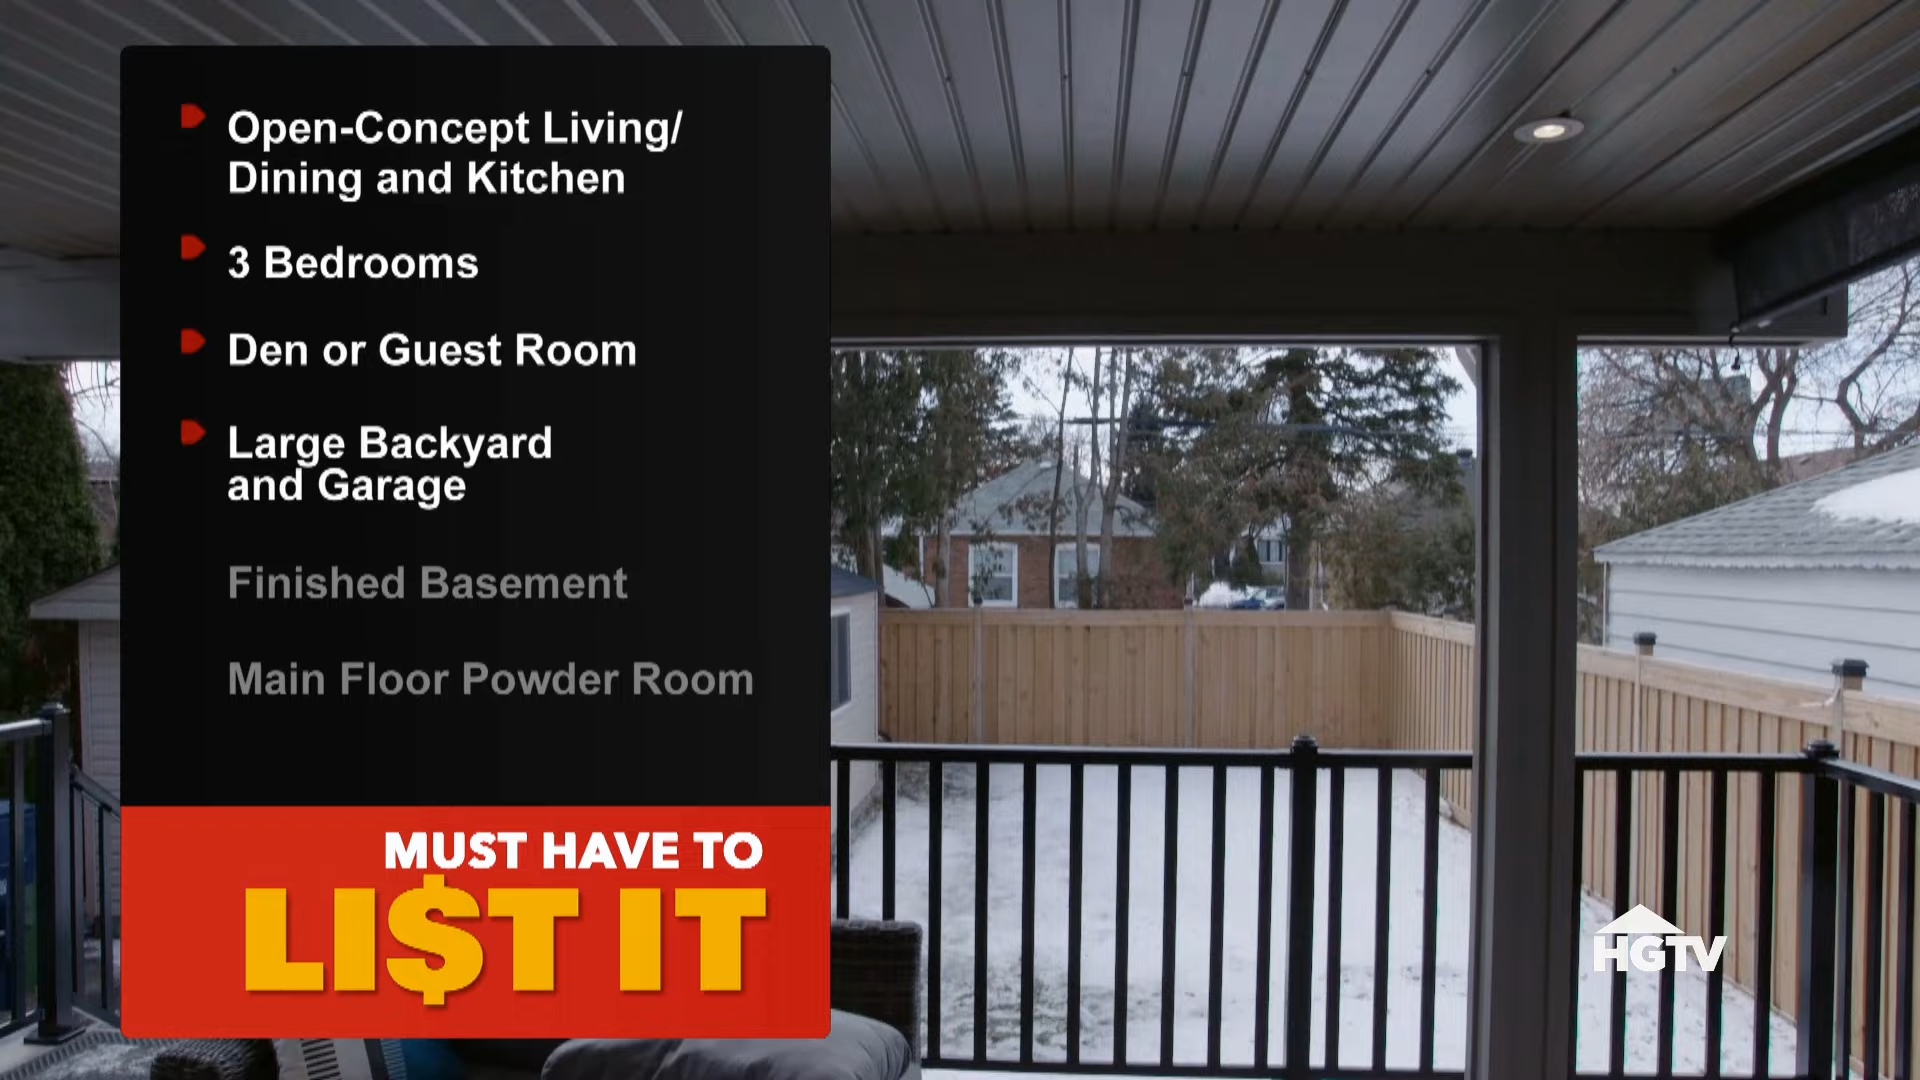 Open-Concept Living/
Dining and Kitchen
3 Bedrooms
Den or Guest Room
Large Backyard
and Garage
Finished Basement
Main Floor Powder Room
MUST HAVE TO
LI$T IT
HGTV